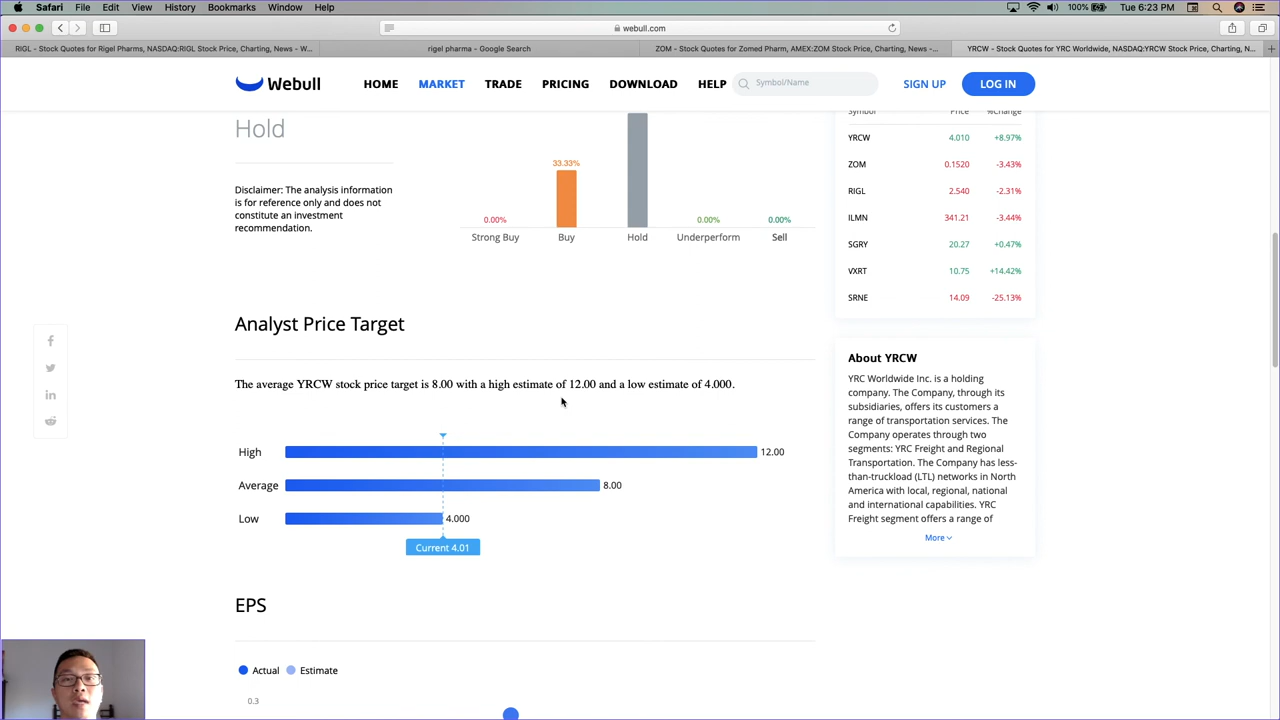 Safari File Edit View History Bookmarks Window Help
100%
Tue 6:23 PM
webull.com
RIGL - Stock Quotes for Rigel Pharms, NASDAQ:RIGL Stock Price, Charting, News - W...
rigel pharma - Google Search
ZOM - Stock Quotes for Zomed Pharm, AMEX:ZOM Stock Price, Charting, News -...
YRCW - Stock Quotes for YRC Worldwide, NASDAQ:YRCW Stock Price, Charting, N...
Webull
HOME MARKET TRADE PRICING DOWNLOAD HELP
Symbol/Name
SIGN UP LOG IN
Hold
Disclaimer: The analysis information
is for reference only and does not
constitute an investment
recommendation.
0.00% 33.33% 0.00% 0.00%
Strong Buy Buy Hold Underperform Sell
Analyst Price Target
The average YRCW stock price target is 8.00 with a high estimate of 12.00 and a low estimate of 4.000.
High 12.00
Average 8.00
Low 4.000
Current 4.01
EPS
Actual Estimate
0.3
Symbol Price %Change
YRCW 4.010 +8.97%
ZOM 0.1520 -3.43%
RIGL 2.540 -2.31%
ILMN 341.21 -3.44%
SGRY 20.27 +0.47%
VXRT 10.75 +14.42%
SRNE 14.09 -25.13%
About YRCW
YRC Worldwide Inc. is a holding
company. The Company, through its
subsidiaries, offers its customers a
range of transportation services. The
Company operates through two
segments: YRC Freight and Regional
Transportation. The Company has less-
than-truckload (LTL) networks in North
America with local, regional, national
and international capabilities. YRC
Freight segment offers a range of
More